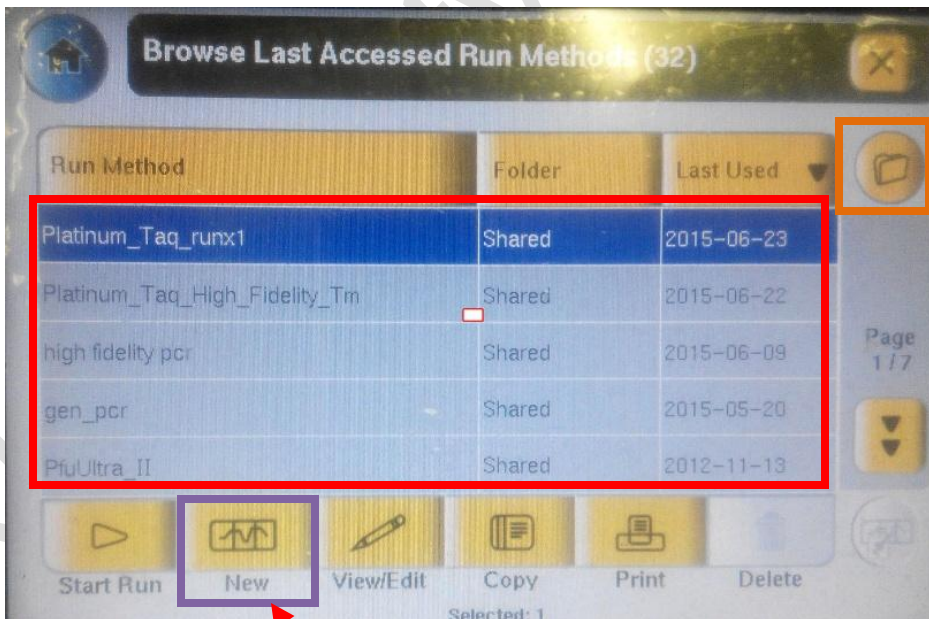 Browse Last Accessed Run Methods (32)
Run Method Folder Last Used
Platinum_Taq_runx1 Shared 2015-06-23
Platinum_Taq_High_Fidelity_Tm Shared 2015-06-22
high fidelity pcr Shared 2015-06-09
gen_pcr Shared 2015-05-20
PfuUltra_II Shared 2012-11-13
Page
1/7
Start Run New View/Edit Copy Print Delete
Selected: 1